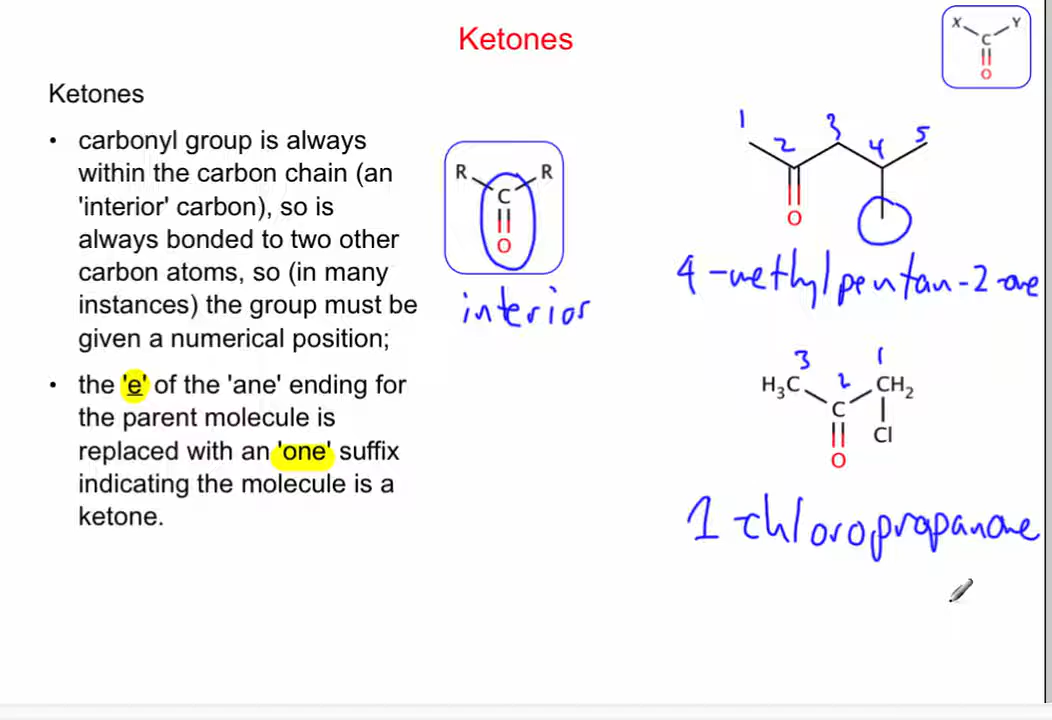 Ketones
X Y
C
O
Ketones
• carbonyl group is always
within the carbon chain (an
'interior' carbon), so is
always bonded to two other
carbon atoms, so (in many
instances) the group must be
given a numerical position;
• the 'e' of the 'ane' ending for
the parent molecule is
replaced with an 'one' suffix
indicating the molecule is a
ketone.
R R
C
O
interior
1 2 3 4 5
O
4-methylpentan-2-one
3 2 1
H₃C C CH₂
O Cl
1-chloropropanone